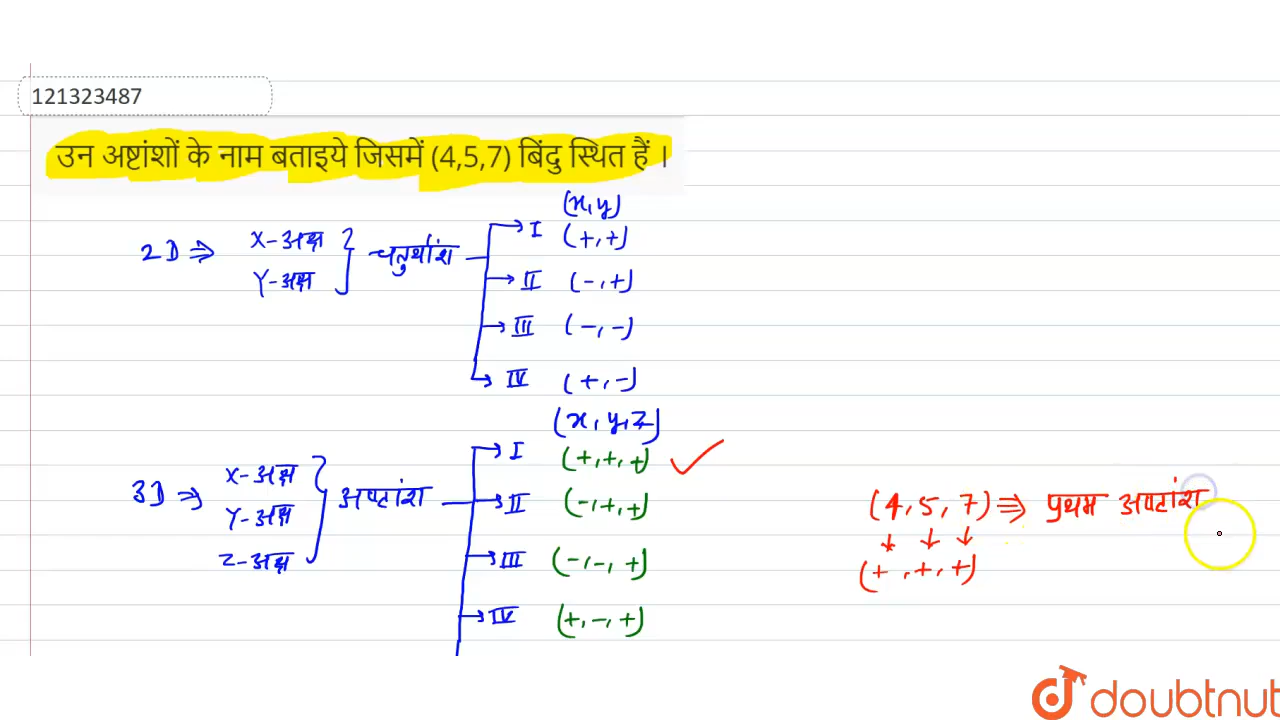 121323487
उन अष्टांशों के नाम बताइये जिसमें (4,5,7) बिंदु स्थित हैं ।
(x,y)
2D ⇒ X-अक्ष Y-अक्ष } चतुर्थांश
I (+,+)
II (-,+)
III (-,-)
IV (+,-)
(x,y,z)
3D ⇒ X-अक्ष Y-अक्ष Z-अक्ष } अष्टांश
I (+,+,+) ✓
II (-,+,+)
III (-,-,+)
IV (+,-,+)
(4,5,7) ⇒ प्रथम अष्टांश
↓ ↓ ↓
(+,+,+)
doubtnut